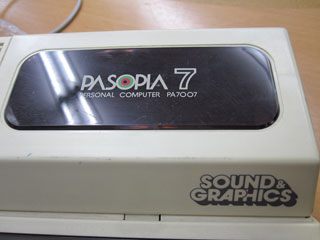 PASOPIA 7
PERSONAL COMPUTER PA7007
SOUND &
GRAPHICS